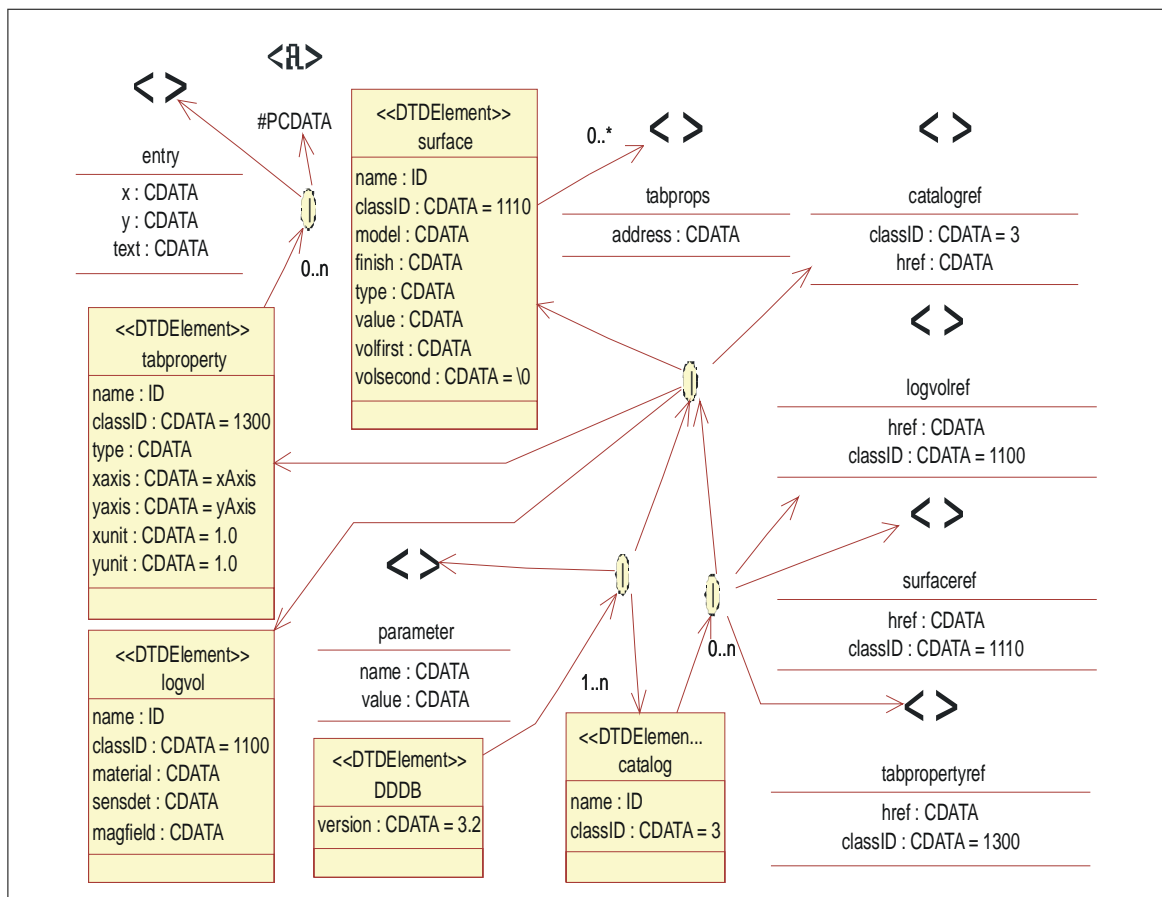 <A>
<>
#PCDATA
entry
x : CDATA
y : CDATA
text : CDATA
0..n
<<DTDElement>>
surface
name : ID
classID : CDATA = 1110
model : CDATA
finish : CDATA
type : CDATA
value : CDATA
volfirst : CDATA
volsecond : CDATA = \0
0..*
<>
tabprops
address : CDATA
<>
catalogref
classID : CDATA = 3
href : CDATA
<>
logvolref
href : CDATA
classID : CDATA = 1100
<>
surfaceref
href : CDATA
classID : CDATA = 1110
<>
tabpropertyref
href : CDATA
classID : CDATA = 1300
<<DTDElement>>
tabproperty
name : ID
classID : CDATA = 1300
type : CDATA
xaxis : CDATA = xAxis
yaxis : CDATA = yAxis
xunit : CDATA = 1.0
yunit : CDATA = 1.0
<<DTDElement>>
logvol
name : ID
classID : CDATA = 1100
material : CDATA
sensdet : CDATA
magfield : CDATA
<>
parameter
name : CDATA
value : CDATA
1..n
0..n
<<DTDElement>>
DDDB
version : CDATA = 3.2
<<DTDElemen...
catalog
name : ID
classID : CDATA = 3